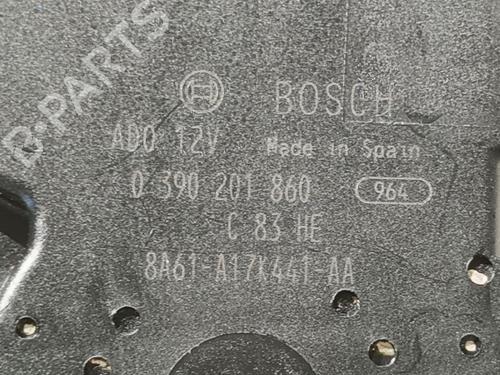 B-PARTS
BOSCH
AD0 12V Made in Spain
0 390 201 860 964
C 83 HE
8A61-A17K441-AA